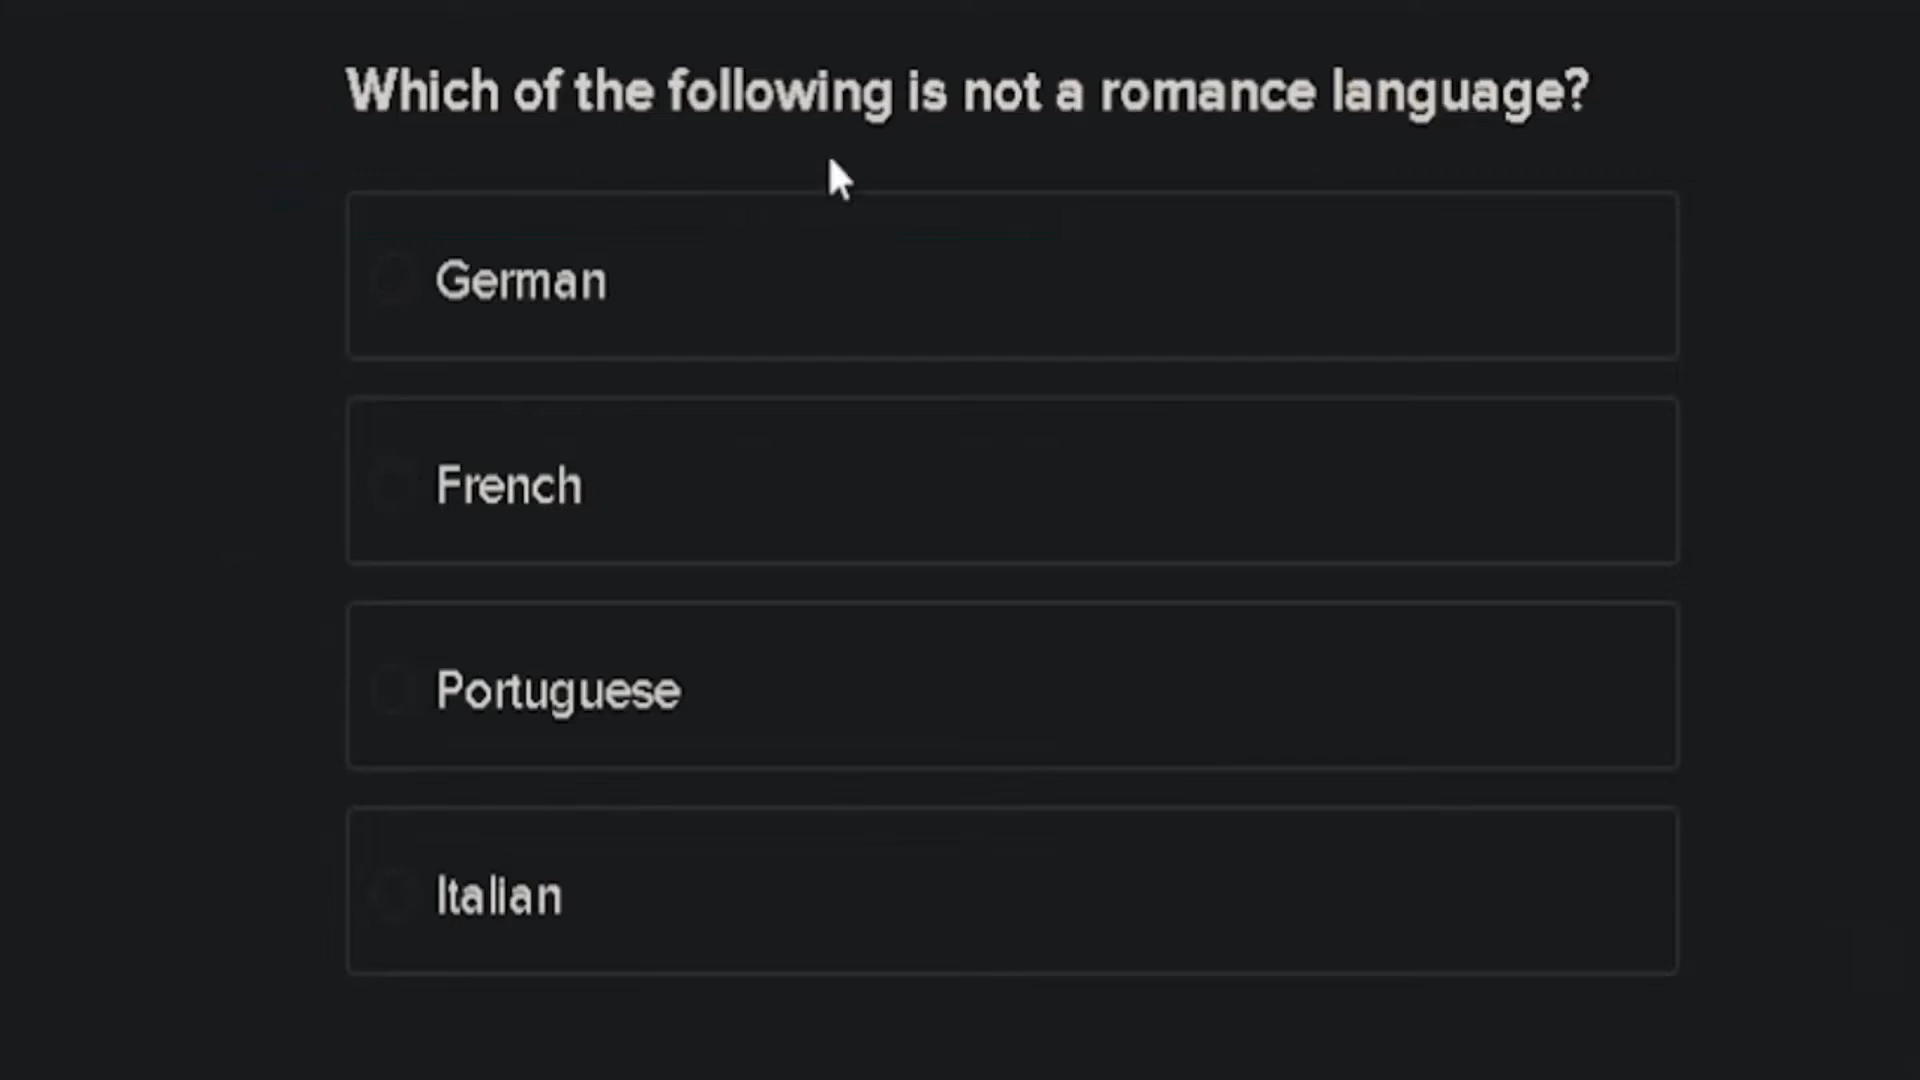 Which of the following is not a romance language?
German
French
Portuguese
Italian